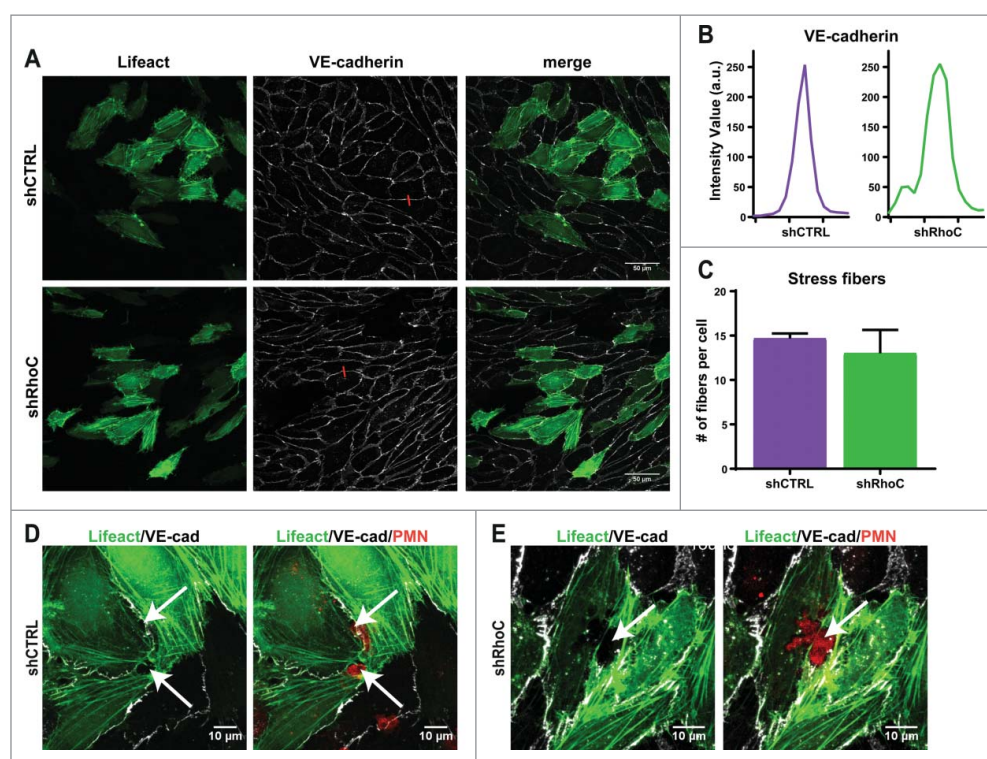 A
Lifeact
VE-cadherin
merge
shCTRL
50 µm
shRhoC
50 µm
B
VE-cadherin
Intensity Value (a.u.)
250
200
150
100
50
0
shCTRL
250
200
150
100
50
0
shRhoC
C
Stress fibers
# of fibers per cell
20
15
10
5
0
shCTRL
shRhoC
D
Lifeact/VE-cad
Lifeact/VE-cad/PMN
shCTRL
10 µm
10 µm
E
Lifeact/VE-cad
Lifeact/VE-cad/PMN
shRhoC
10 µm
10 µm